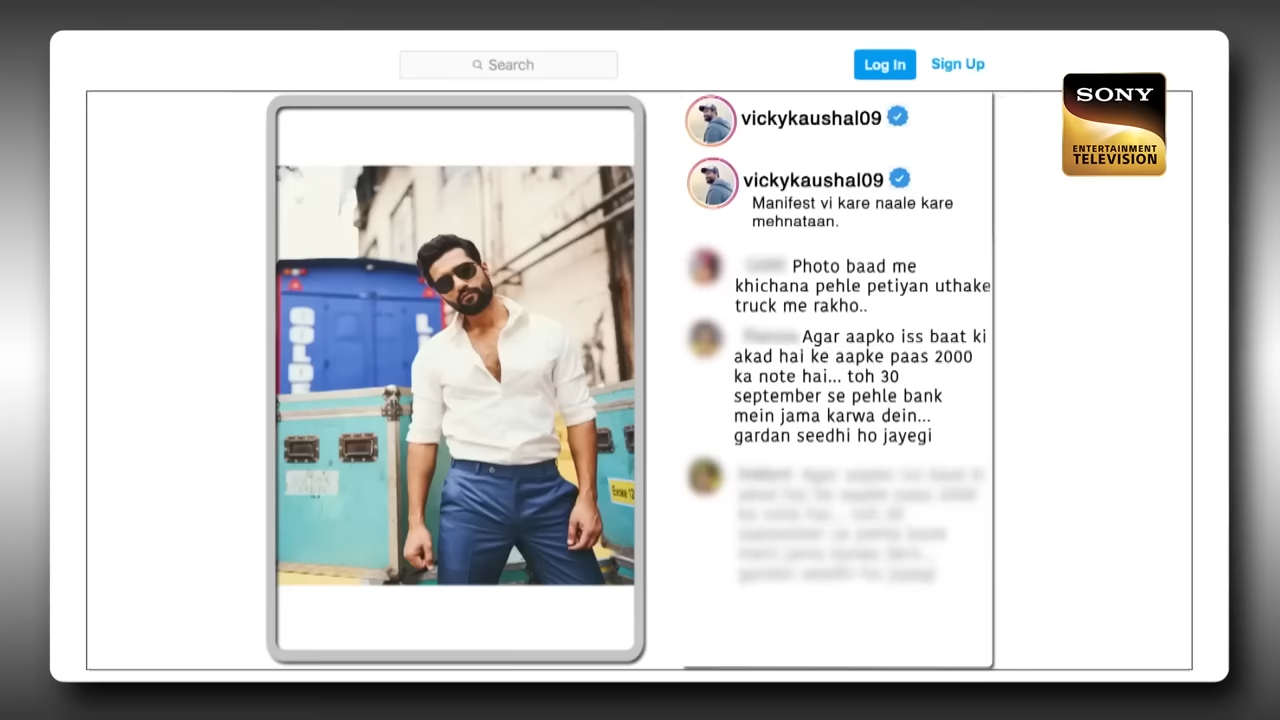 Search
Log In
Sign Up
SONY
ENTERTAINMENT
TELEVISION
vickykaushal09
vickykaushal09
Manifest vi kare naale kare
mehnataan.
Photo baad me
khichana pehle petiyan uthake
truck me rakho..
Agar aapko iss baat ki
akad hai ke aapke paas 2000
ka note hai... toh 30
september se pehle bank
mein jama karwa dein...
gardan seedhi ho jayegi